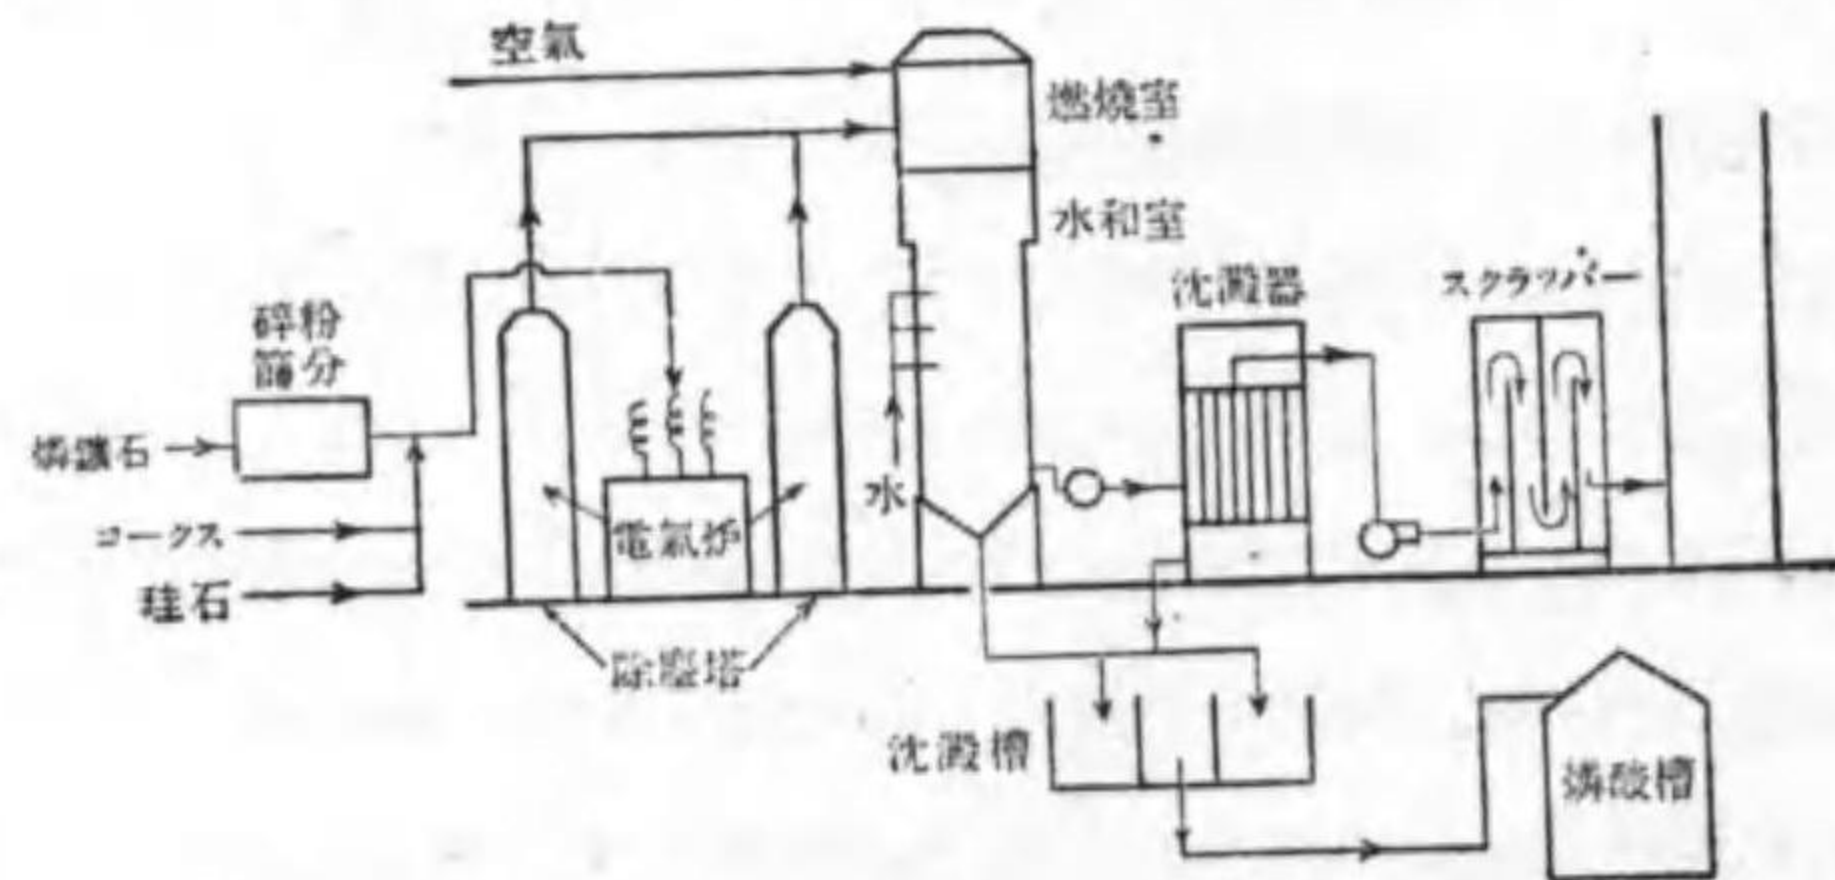 空氣
燃燒室
水和室
沈澱器
スクラッパー
碎粉
篩分
燐鑛石
コークス
珪石
電氣炉
水
除塵塔
沈澱槽
燐酸槽